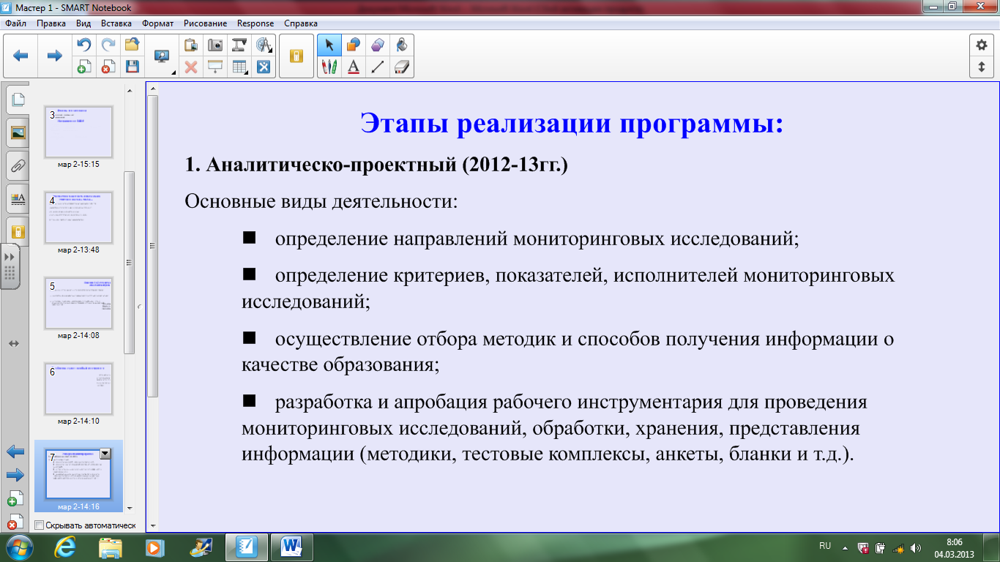 Мастер 1 - SMART Notebook
Файл Правка Вид Вставка Формат Рисование Response Справка
Этапы реализации программы:
1. Аналитическо-проектный (2012-13гг.)
Основные виды деятельности:
■ определение направлений мониторинговых исследований;
■ определение критериев, показателей, исполнителей мониторинговых
исследований;
■ осуществление отбора методик и способов получения информации о
качестве образования;
■ разработка и апробация рабочего инструментария для проведения
мониторинговых исследований, обработки, хранения, представления
информации (методики, тестовые комплексы, анкеты, бланки и т.д.).
3
мар 2-15:15
4
мар 2-13:48
5
мар 2-14:08
6
мар 2-14:10
7
мар 2-14:16
Скрывать автоматическ
RU
8:06
04.03.2013